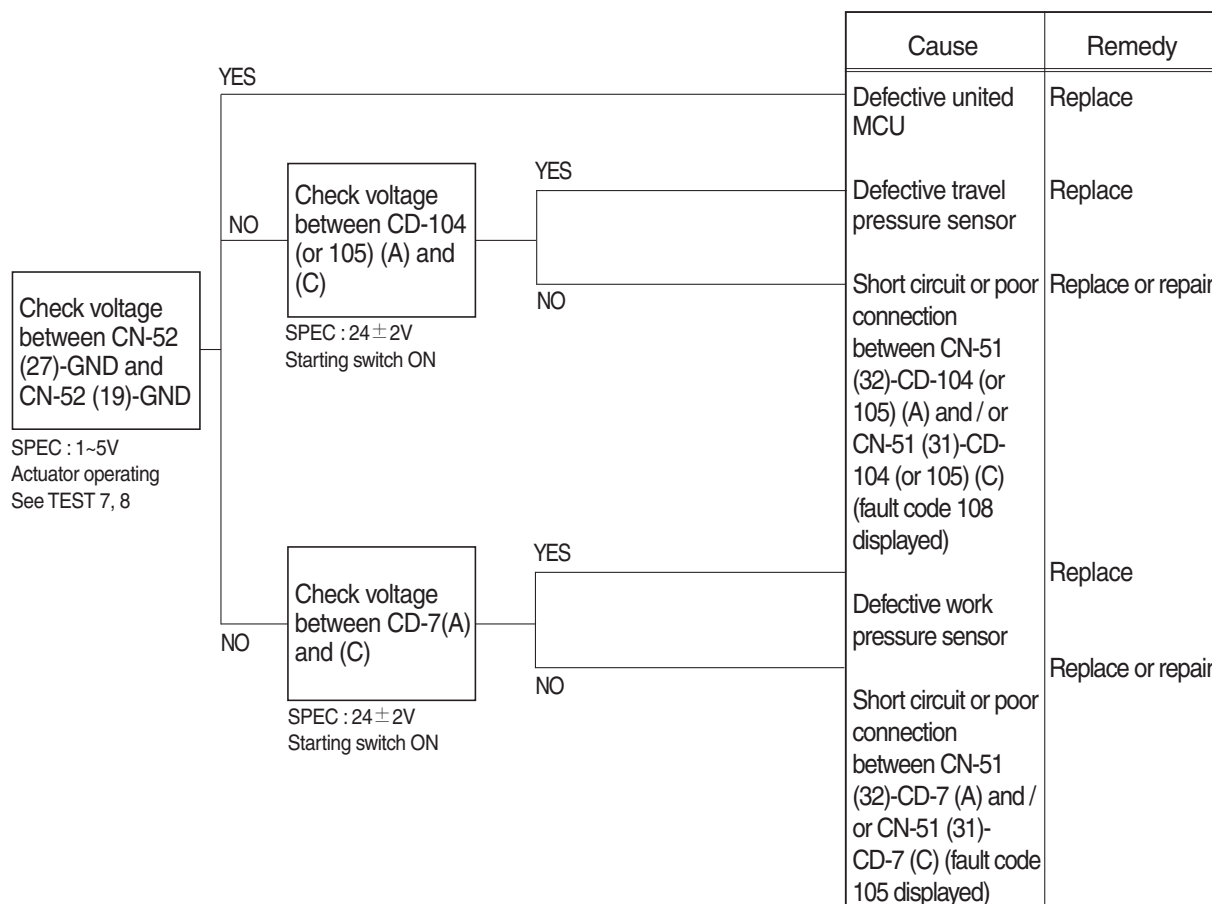 Cause
Remedy
YES
Defective united
MCU
Replace
Check voltage
between CD-104
(or 105) (A) and
(C)
NO
SPEC : 24±2V
Starting switch ON
YES
Defective travel
pressure sensor
Replace
NO
Short circuit or poor
connection
between CN-51
(32)-CD-104 (or
105) (A) and / or
CN-51 (31)-CD-
104 (or 105) (C)
(fault code 108
displayed)
Replace or repair
Check voltage
between CN-52
(27)-GND and
CN-52 (19)-GND
SPEC : 1~5V
Actuator operating
See TEST 7, 8
NO
Check voltage
between CD-7(A)
and (C)
SPEC : 24±2V
Starting switch ON
YES
Defective work
pressure sensor
Replace
NO
Short circuit or poor
connection
between CN-51
(32)-CD-7 (A) and /
or CN-51 (31)-
CD-7 (C) (fault code
105 displayed)
Replace or repair